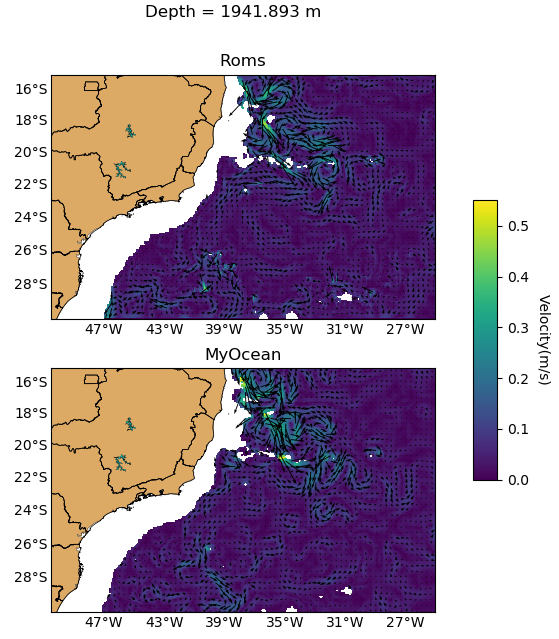 Depth = 1941.893 m
Roms
16°S
18°S
20°S
22°S
24°S
26°S
28°S
47°W 43°W 39°W 35°W 31°W 27°W
MyOcean
16°S
18°S
20°S
22°S
24°S
26°S
28°S
47°W 43°W 39°W 35°W 31°W 27°W
0.5
0.4
0.3
0.2
0.1
0.0
Velocity(m/s)